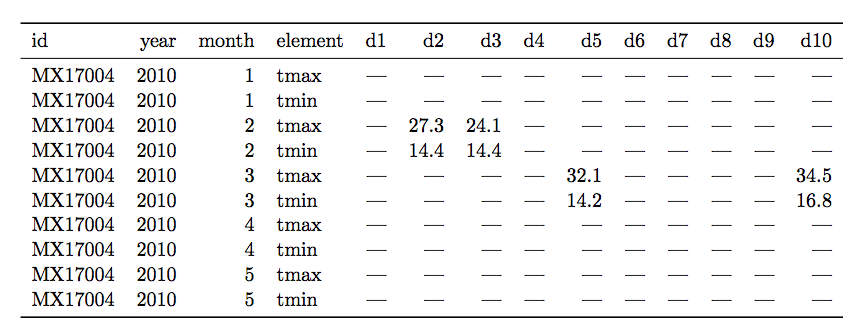 id year month element d1 d2 d3 d4 d5 d6 d7 d8 d9 d10
MX17004 2010 1 tmax — — — — — — — — — —
MX17004 2010 1 tmin — — — — — — — — — —
MX17004 2010 2 tmax — 27.3 24.1 — — — — — — —
MX17004 2010 2 tmin — 14.4 14.4 — — — — — — —
MX17004 2010 3 tmax — — — — 32.1 — — — — 34.5
MX17004 2010 3 tmin — — — — 14.2 — — — — 16.8
MX17004 2010 4 tmax — — — — — — — — — —
MX17004 2010 4 tmin — — — — — — — — — —
MX17004 2010 5 tmax — — — — — — — — — —
MX17004 2010 5 tmin — — — — — — — — — —